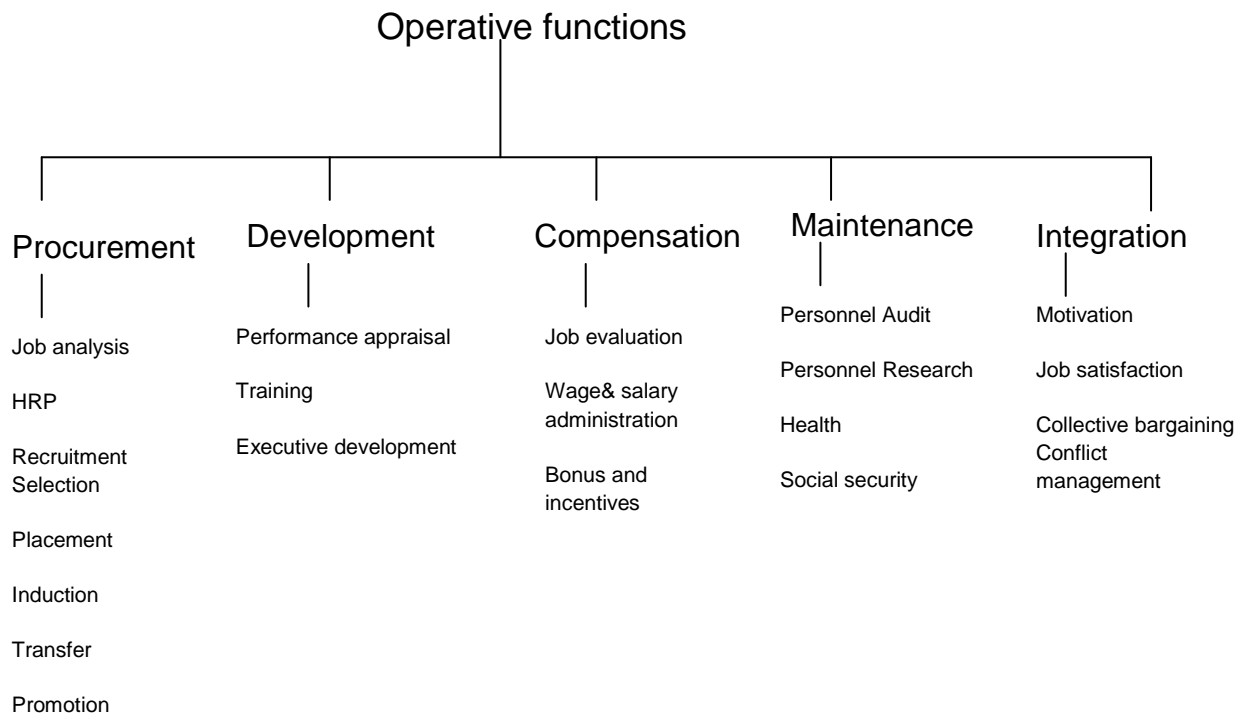 Operative functions
Procurement
Job analysis
HRP
Recruitment
Selection
Placement
Induction
Transfer
Promotion
Development
Performance appraisal
Training
Executive development
Compensation
Job evaluation
Wage& salary
administration
Bonus and
incentives
Maintenance
Personnel Audit
Personnel Research
Health
Social security
Integration
Motivation
Job satisfaction
Collective bargaining
Conflict
management